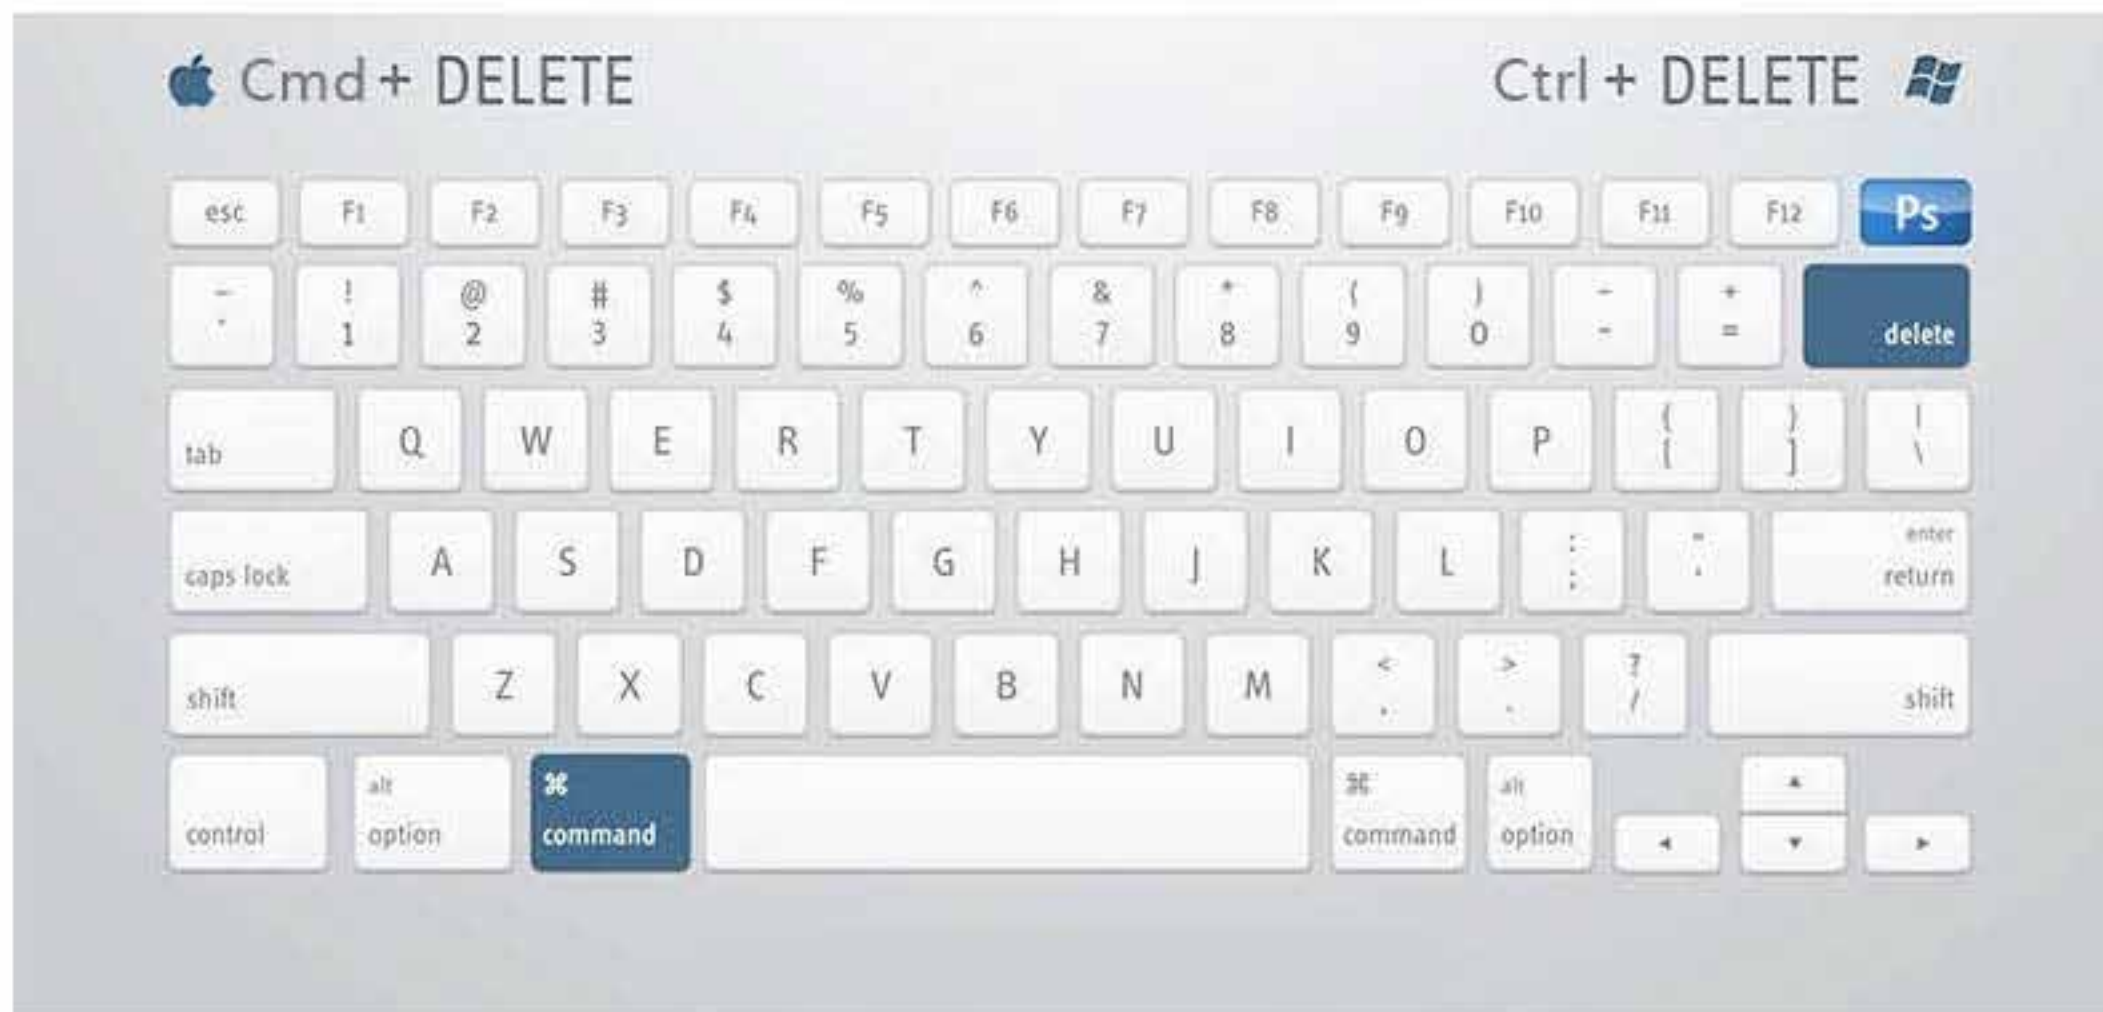 Cmd + DELETE
Ctrl + DELETE
esc F1 F2 F3 F4 F5 F6 F7 F8 F9 F10 F11 F12 Ps
! @ # $ % ^ & * ( ) - +
1 2 3 4 5 6 7 8 9 0 - = delete
tab Q W E R T Y U I O P { [ } ] | \
caps lock A S D F G H J K L : ; " ' enter return
shift Z X C V B N M < , > . ? / shift
⌘ alt ⌘ alt
control option command command option